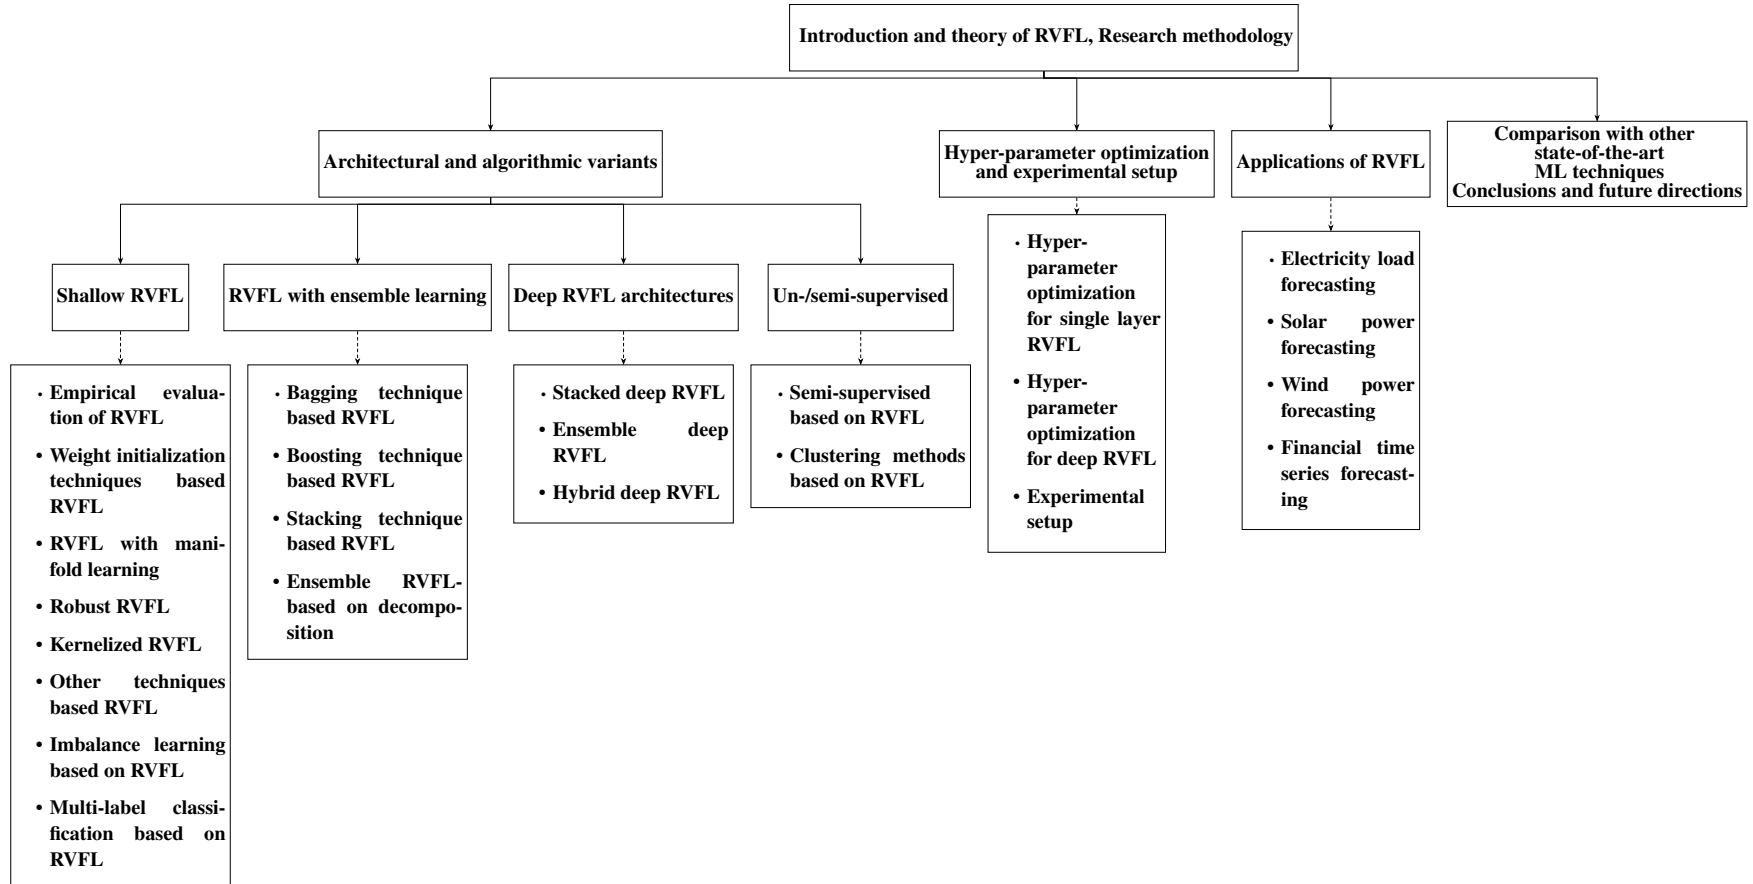 Introduction and theory of RVFL, Research methodology
Architectural and algorithmic variants
Hyper-parameter optimization
and experimental setup
Applications of RVFL
Comparison with other
state-of-the-art
ML techniques
Conclusions and future directions
Shallow RVFL
RVFL with ensemble learning
Deep RVFL architectures
Un-/semi-supervised
• Empirical evalua-
tion of RVFL
• Weight initialization
techniques based
RVFL
• RVFL with mani-
fold learning
• Robust RVFL
• Kernelized RVFL
• Other techniques
based RVFL
• Imbalance learning
based on RVFL
• Multi-label classi-
fication based on
RVFL
• Bagging technique
based RVFL
• Boosting technique
based RVFL
• Stacking technique
based RVFL
• Ensemble RVFL-
based on decompo-
sition
• Stacked deep RVFL
• Ensemble deep
RVFL
• Hybrid deep RVFL
• Semi-supervised
based on RVFL
• Clustering methods
based on RVFL
• Hyper-
parameter
optimization
for single layer
RVFL
• Hyper-
parameter
optimization
for deep RVFL
• Experimental
setup
• Electricity load
forecasting
• Solar power
forecasting
• Wind power
forecasting
• Financial time
series forecast-
ing